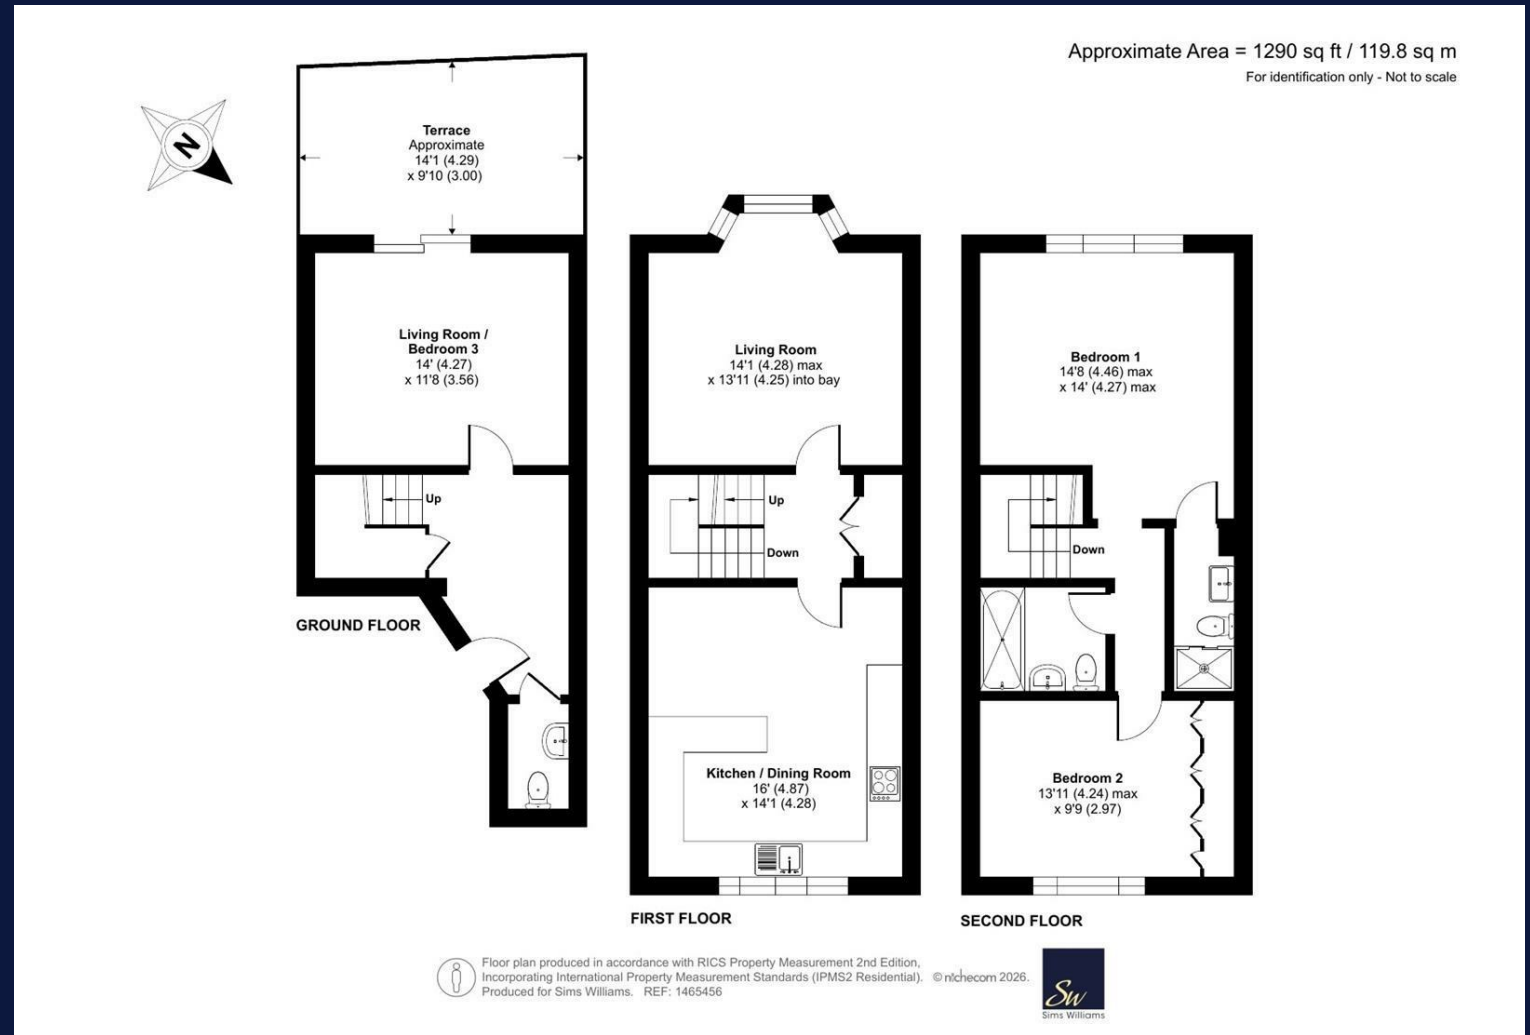 Approximate Area = 1290 sq ft / 119.8 sq m
For identification only - Not to scale
N
Terrace
Approximate
14'1 (4.29)
x 9'10 (3.00)
Living Room /
Bedroom 3
14' (4.27)
x 11'8 (3.56)
Up
GROUND FLOOR
Living Room
14'1 (4.28) max
x 13'11 (4.25) into bay
Up
Down
Kitchen / Dining Room
16' (4.87)
x 14'1 (4.28)
FIRST FLOOR
Bedroom 1
14'8 (4.46) max
x 14' (4.27) max
Down
Bedroom 2
13'11 (4.24) max
x 9'9 (2.97)
SECOND FLOOR
Floor plan produced in accordance with RICS Property Measurement 2nd Edition,
Incorporating International Property Measurement Standards (IPMS2 Residential). © nichecom 2026.
Produced for Sims Williams. REF: 1465456
Sw
Sims Williams